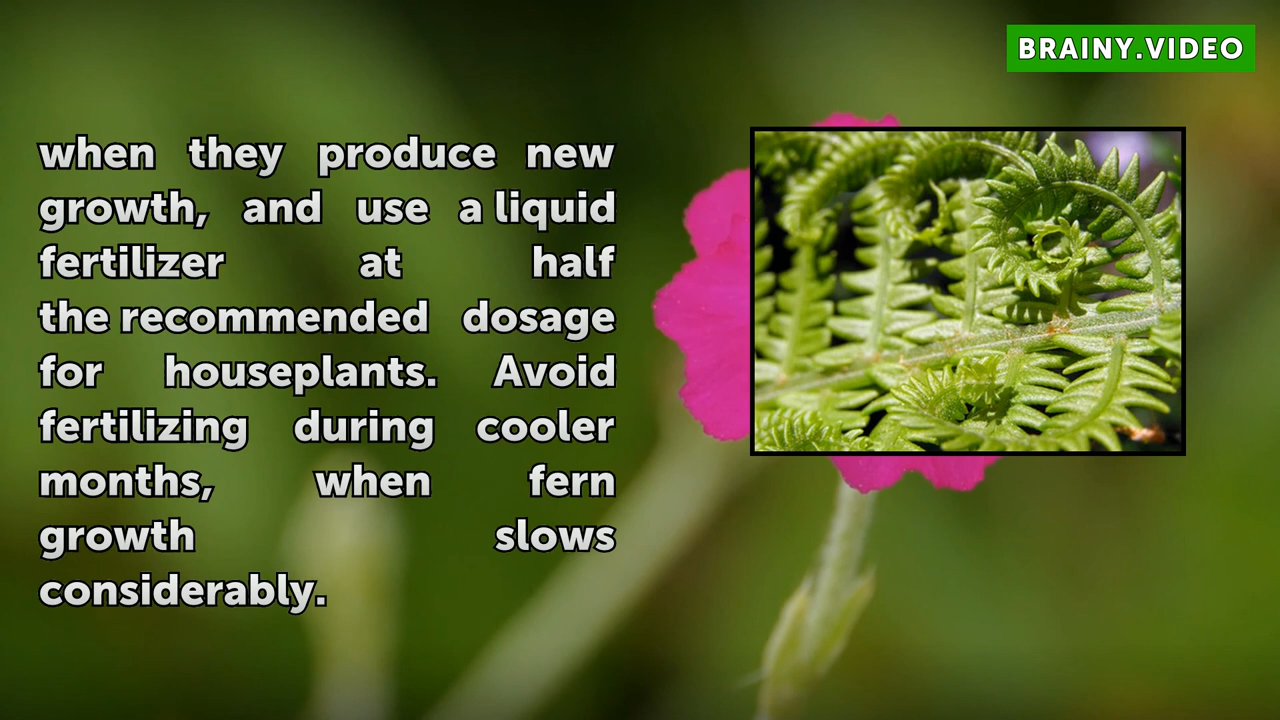 BRAINY.VIDEO
when they produce new
growth, and use a liquid
fertilizer at half
the recommended dosage
for houseplants. Avoid
fertilizing during cooler
months, when fern
growth slows
considerably.